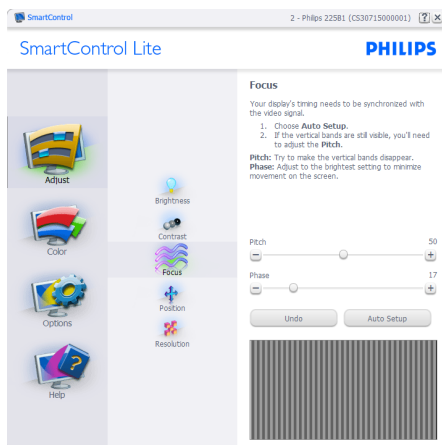 SmartControl
2 - Philips 225B1 (CS30715000001)
SmartControl Lite
PHILIPS
Adjust
Color
Options
Help
Brightness
Contrast
Focus
Position
Resolution
Focus
Your display's timing needs to be synchronized with
the video signal.
1. Choose Auto Setup.
2. If the vertical bands are still visible, you'll need
to adjust the Pitch.
Pitch: Try to make the vertical bands disappear.
Phase: Adjust to the brightest setting to minimize
movement on the screen.
Pitch 50
Phase 17
Undo Auto Setup